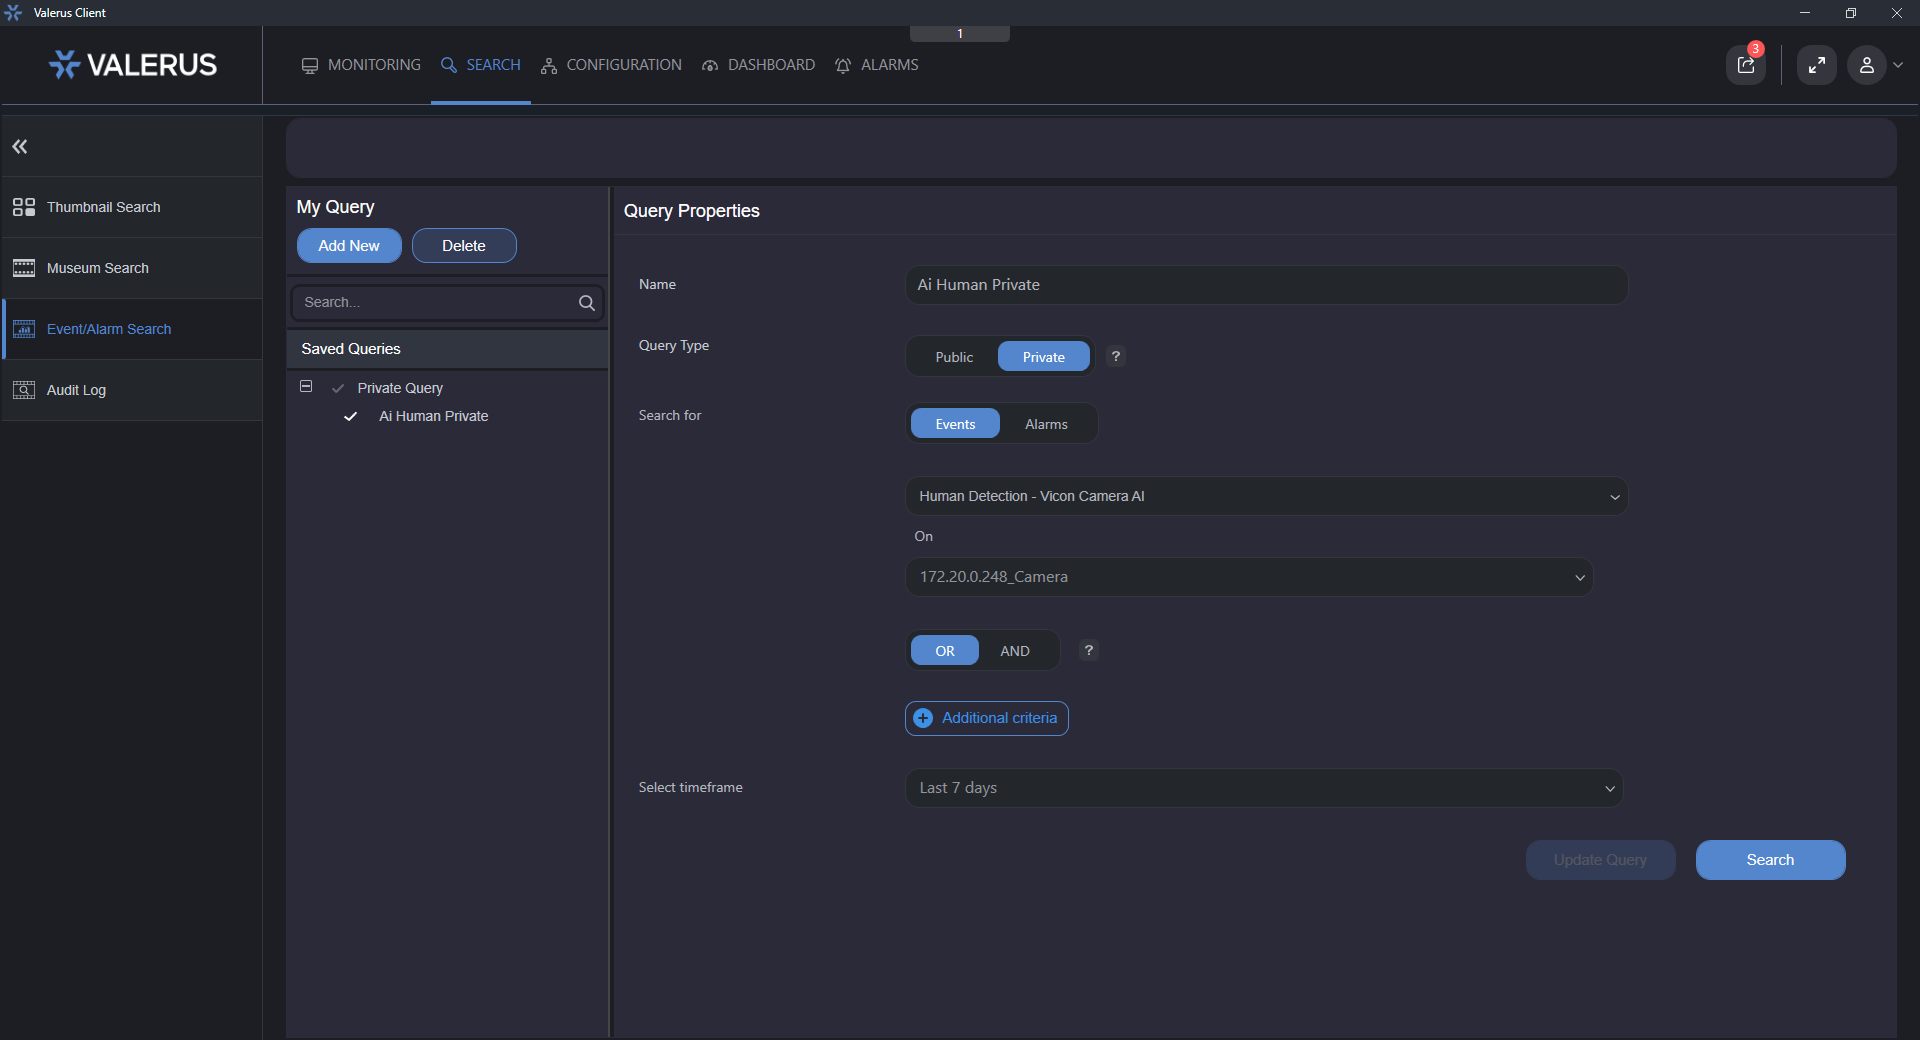 Valerus Client
1
VALERUS
MONITORING
SEARCH
CONFIGURATION
DASHBOARD
ALARMS
3
Thumbnail Search
Museum Search
Event/Alarm Search
Audit Log
My Query
Add New
Delete
Search...
Saved Queries
Private Query
Ai Human Private
Query Properties
Name
Ai Human Private
Query Type
Public
Private
?
Search for
Events
Alarms
Human Detection - Vicon Camera AI
On
172.20.0.248_Camera
OR
AND
?
Additional criteria
Select timeframe
Last 7 days
Update Query
Search